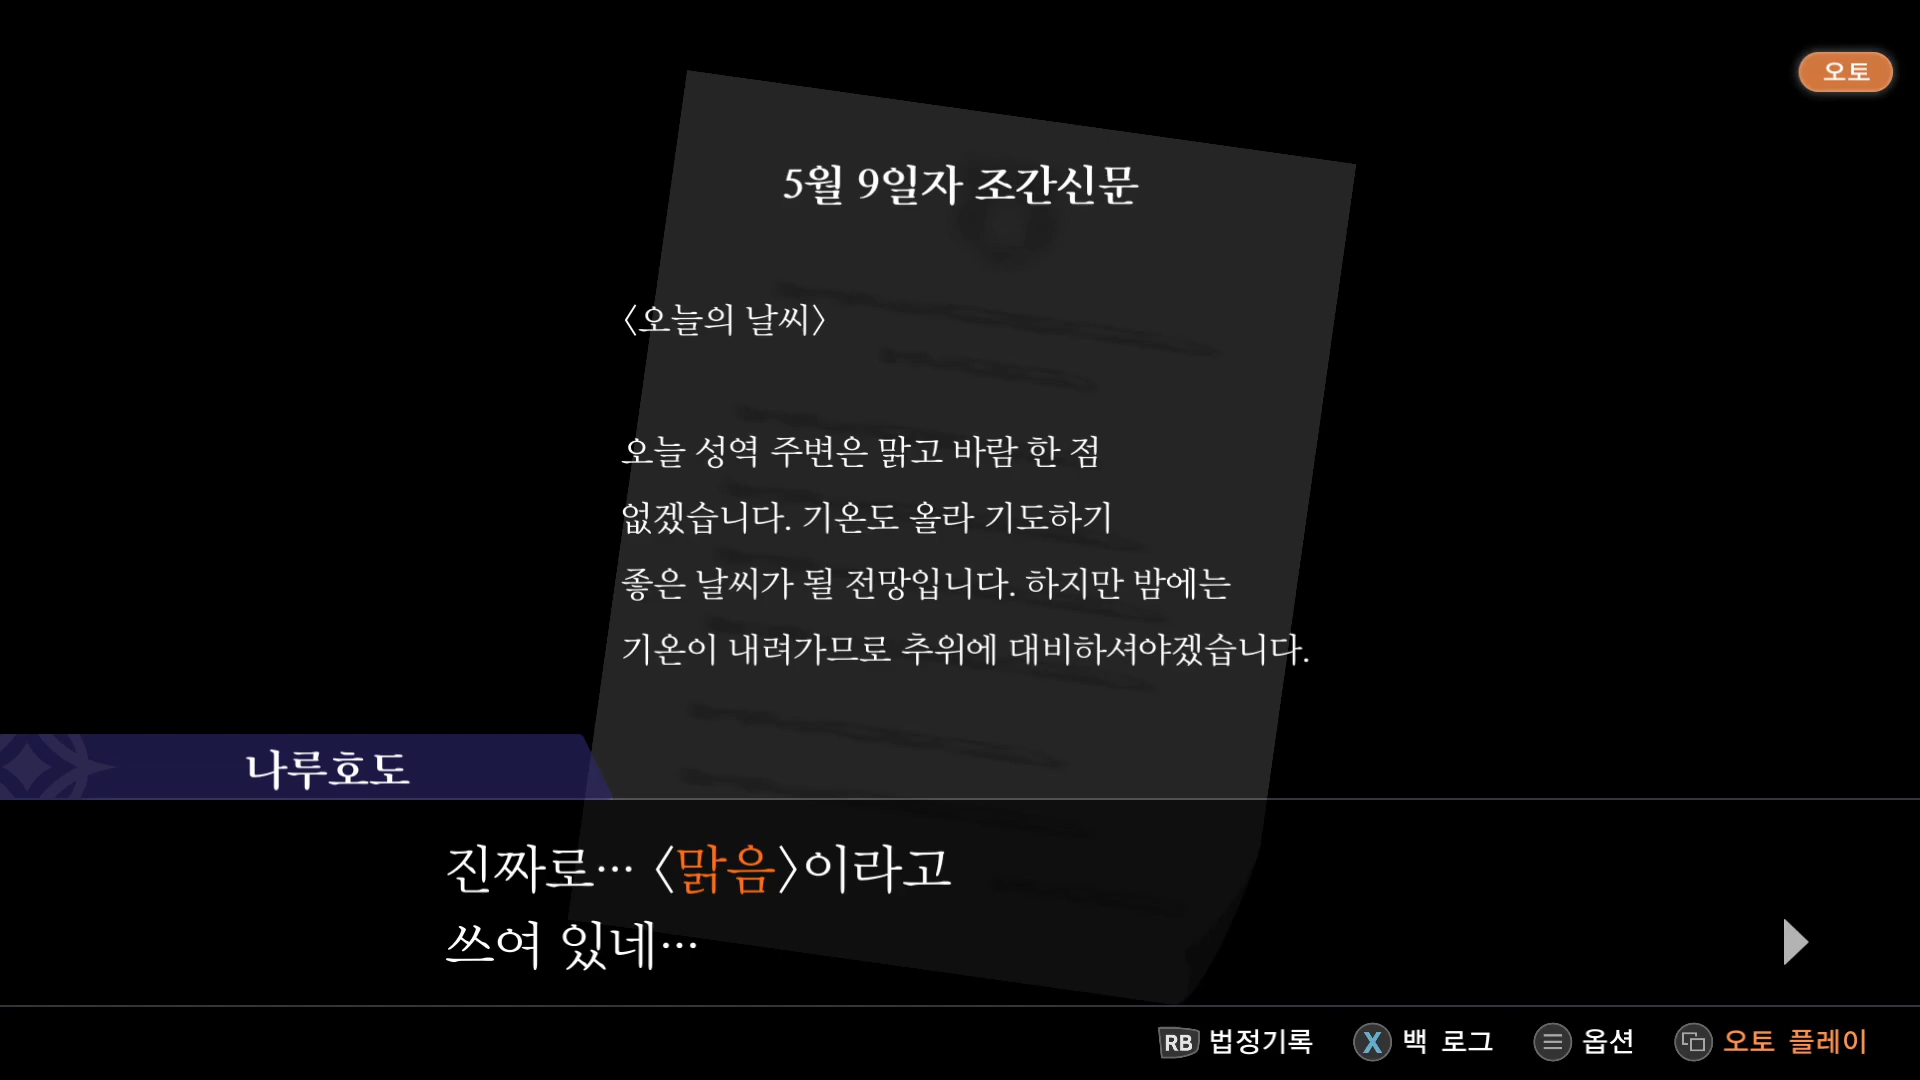 오토
5월 9일자 조간신문
〈오늘의 날씨〉
오늘 성역 주변은 맑고 바람 한 점
없겠습니다. 기온도 올라 기도하기
좋은 날씨가 될 전망입니다. 하지만 밤에는
기온이 내려가므로 추위에 대비하셔야겠습니다.
나루호도
진짜로… 〈맑음〉이라고
쓰여 있네…
RB 법정기록 X 백 로그 옵션 오토 플레이